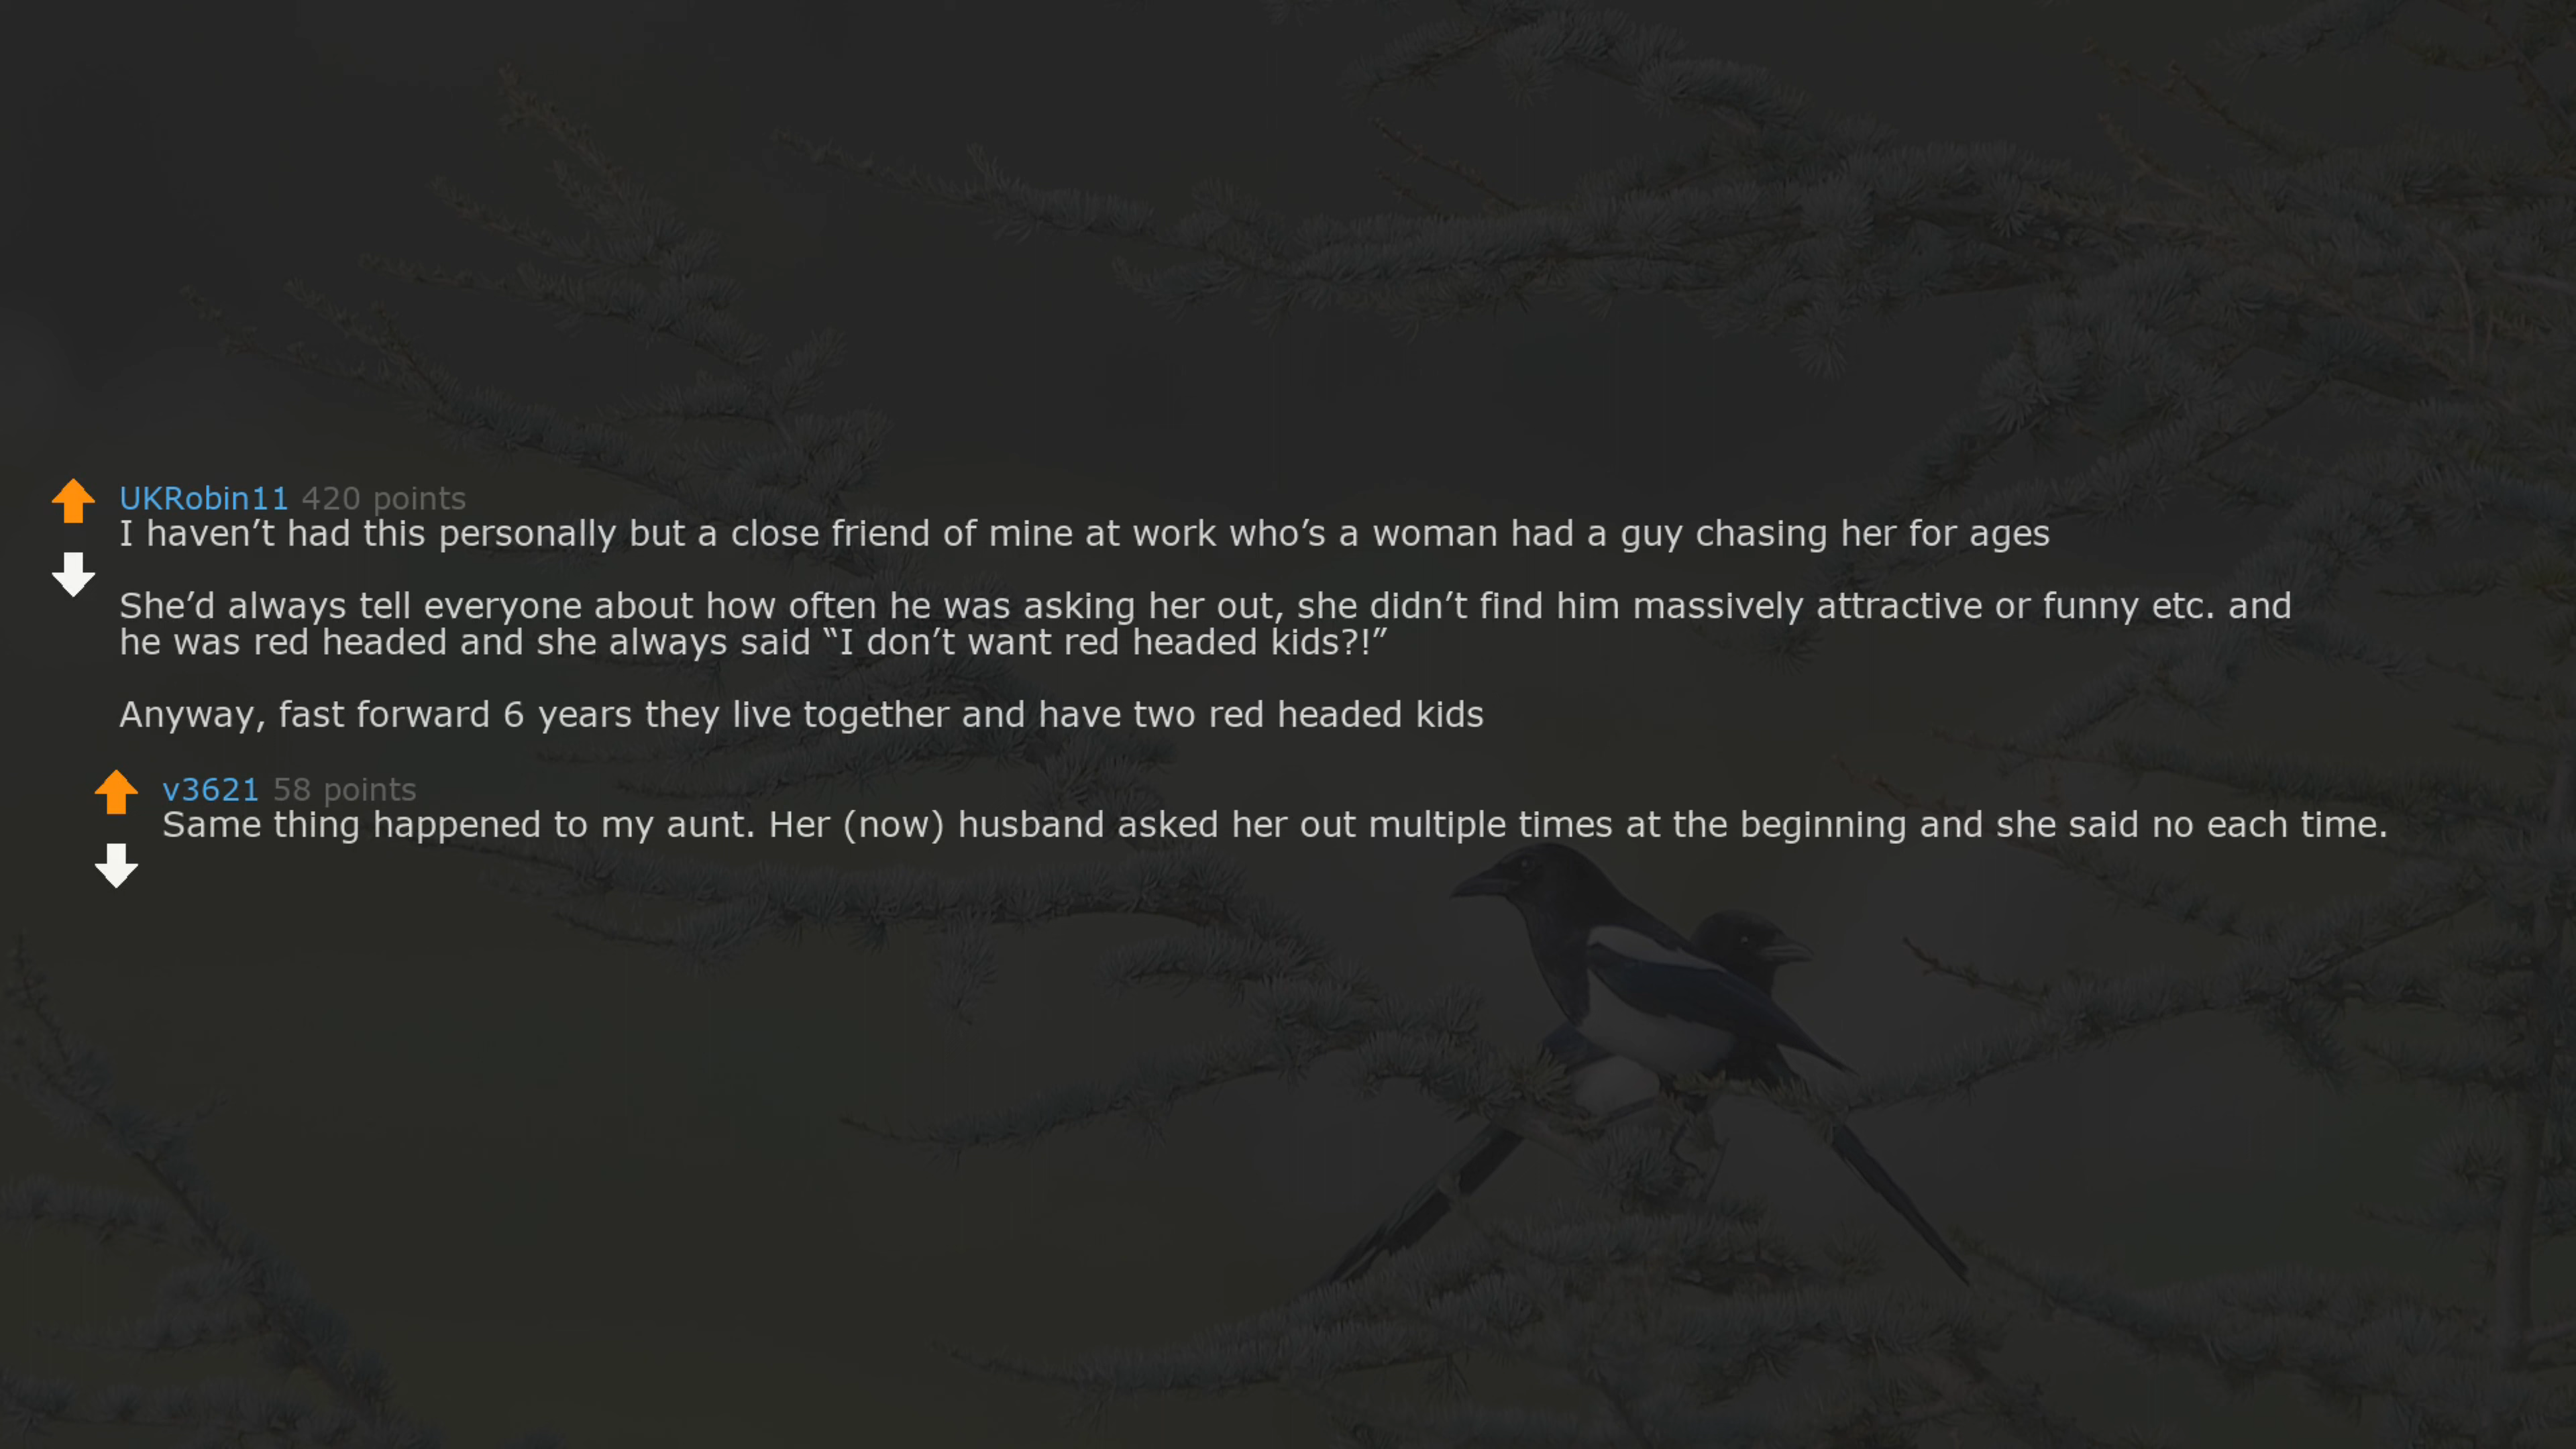 UKRobin11 420 points
I haven’t had this personally but a close friend of mine at work who’s a woman had a guy chasing her for ages
She’d always tell everyone about how often he was asking her out, she didn’t find him massively attractive or funny etc. and
he was red headed and she always said “I don’t want red headed kids?!”
Anyway, fast forward 6 years they live together and have two red headed kids
v3621 58 points
Same thing happened to my aunt. Her (now) husband asked her out multiple times at the beginning and she said no each time.